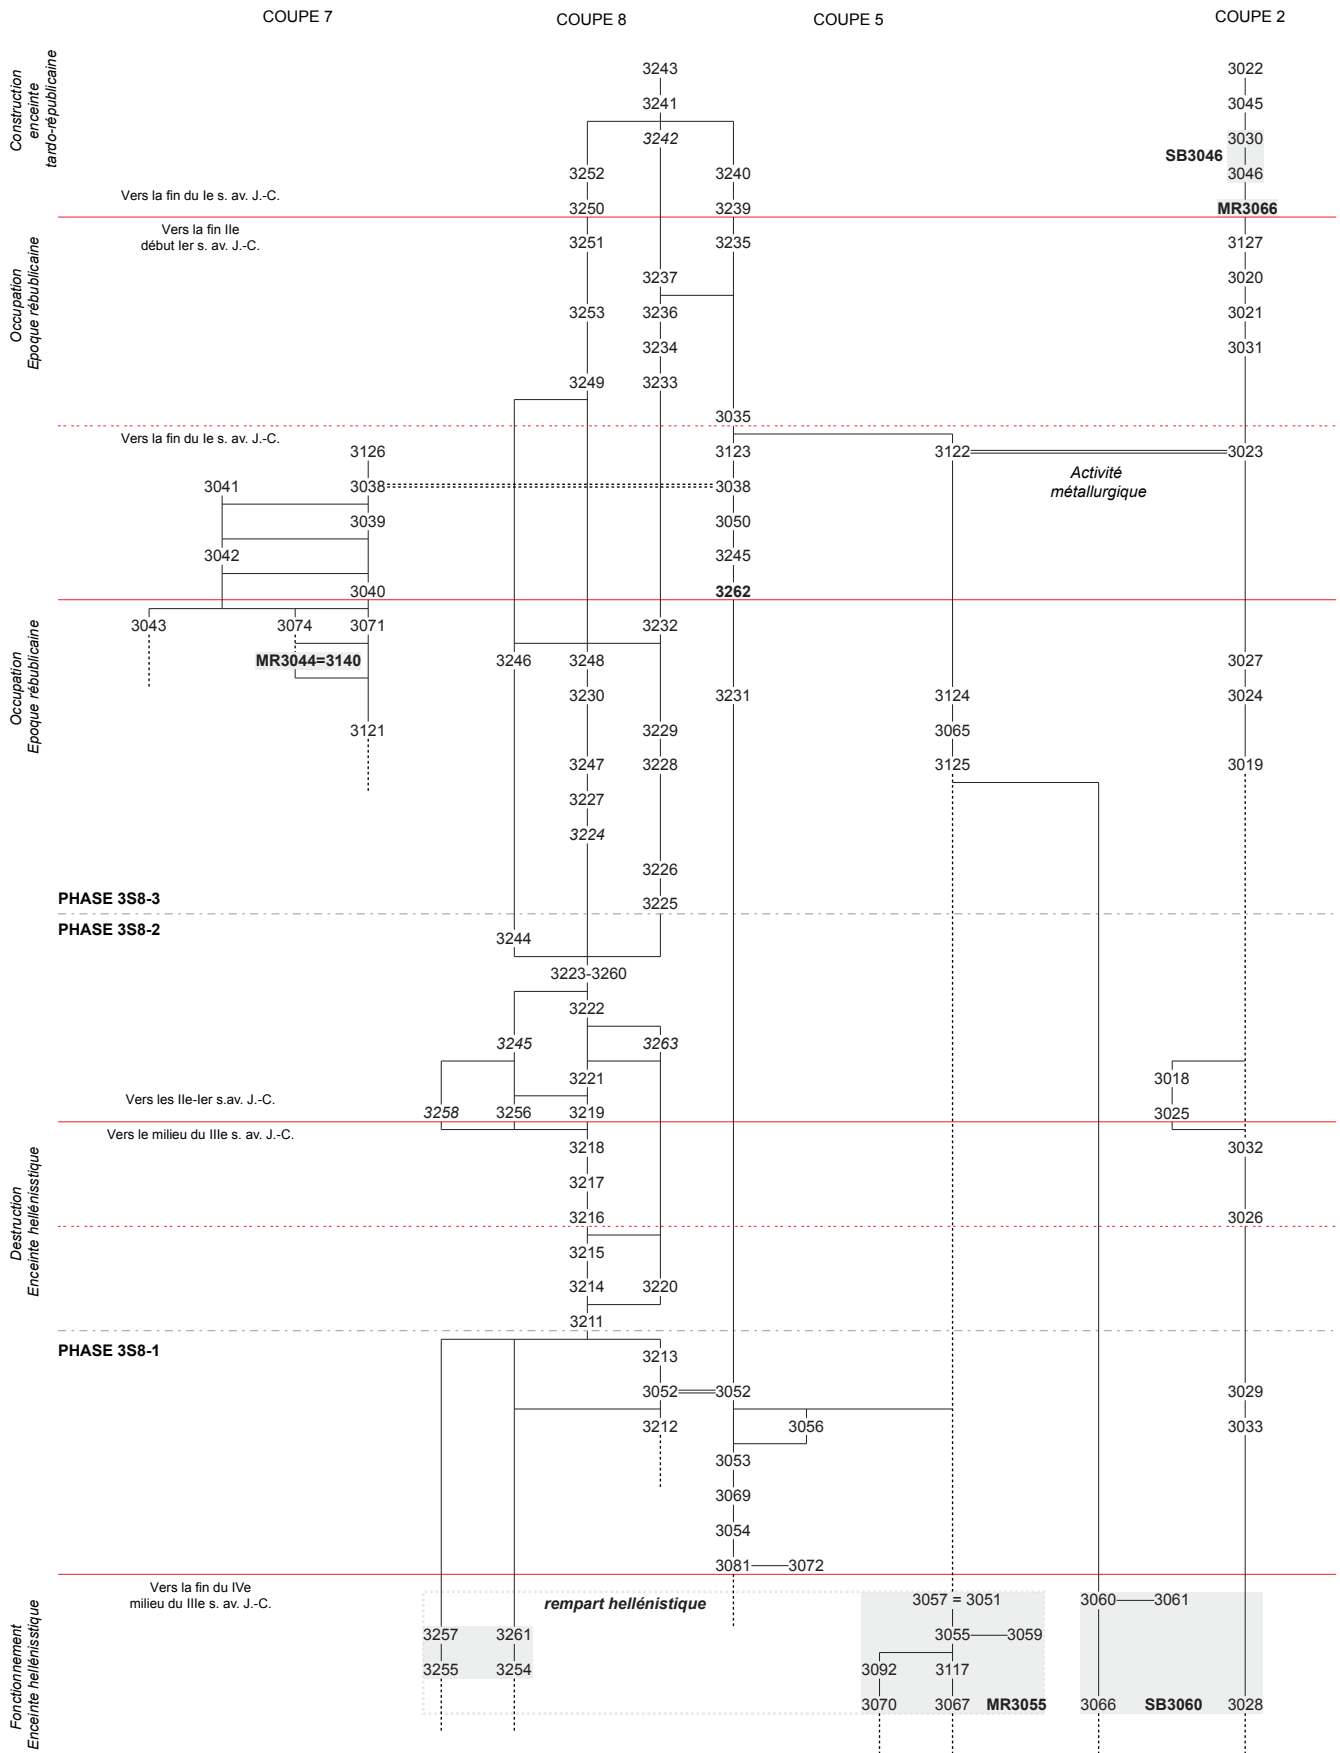 COUPE 7 COUPE 8 COUPE 5 COUPE 2
Construction
enceinte
tardo-républicaine
3243 3022
3241 3045
3242 3030
SB3046
3252 3240 3046
Vers la fin du Ie s. av. J.-C.
3250 3239 MR3066
Vers la fin IIe
début Ier s. av. J.-C.
Occupation
Epoque rébublicaine
3251 3235 3127
3237 3020
3253 3236 3021
3234 3031
3249 3233
3035
Vers la fin du Ie s. av. J.-C.
3126 3123 3122 3023
Activité
métallurgique
3041 3038 3038
3039 3050
3042 3245
3040 3262
Occupation
Epoque rébublicaine
3043 3074 3071 3232
MR3044=3140 3246 3248 3027
3230 3231 3124 3024
3121 3229 3065
3247 3228 3125 3019
3227
3224
3226
PHASE 3S8-3
3225
PHASE 3S8-2
3244
3223-3260
3222
3245 3263
3221 3018
Vers les IIe-Ier s.av. J.-C.
3258 3256 3219 3025
Vers le milieu du IIIe s. av. J.-C.
Destruction
Enceinte hellénisstique
3218 3032
3217
3216 3026
3215
3214 3220
3211
PHASE 3S8-1
3213
3052 3052 3029
3212 3056 3033
3053
3069
3054
3081 3072
Vers la fin du IVe
milieu du IIIe s. av. J.-C.
Fonctionnement
Enceinte hellénisstique
rempart hellénistique 3057 = 3051 3060 3061
3257 3261 3055 3059
3255 3254 3092 3117
3070 3067 MR3055 3066 SB3060 3028